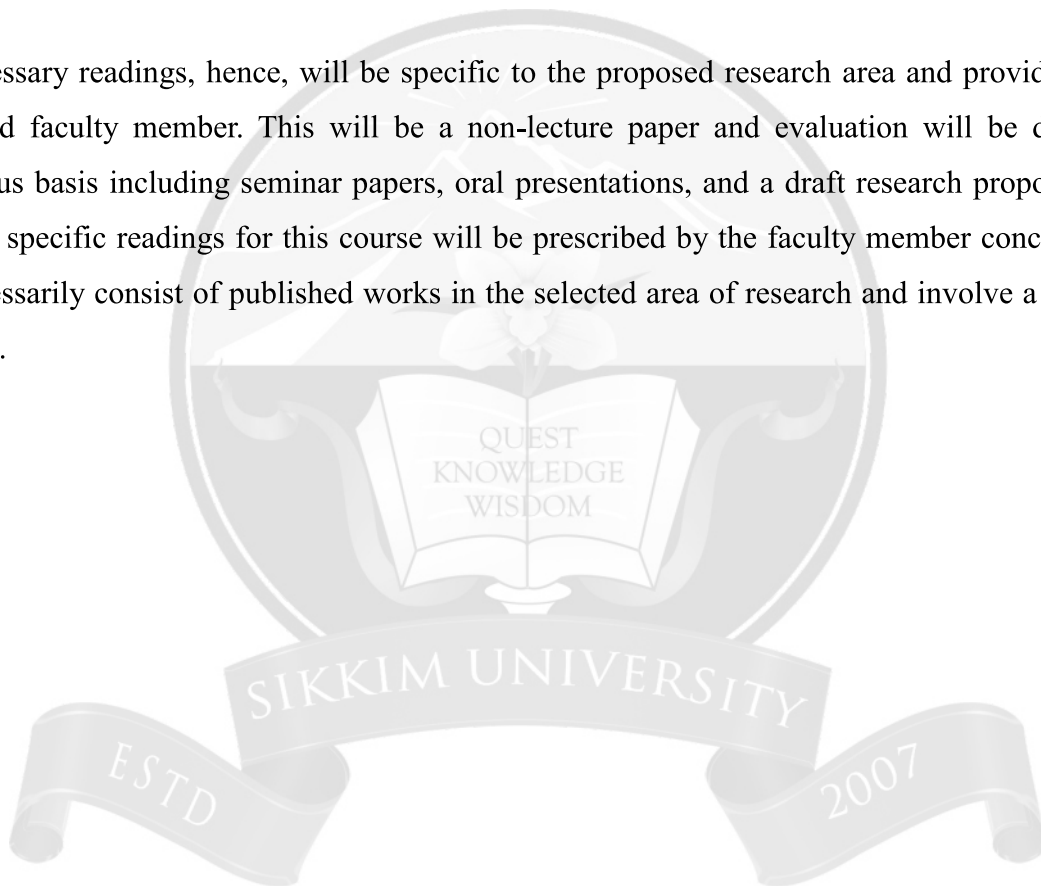 essary readings, hence, will be specific to the proposed research area and provid
d faculty member. This will be a non-lecture paper and evaluation will be
us basis including seminar papers, oral presentations, and a draft research propo
specific readings for this course will be prescribed by the faculty member conc
essarily consist of published works in the selected area of research and involve a
.
QUEST
KNOWLEDGE
WISDOM
SIKKIM UNIVERSITY
ESTD
2007